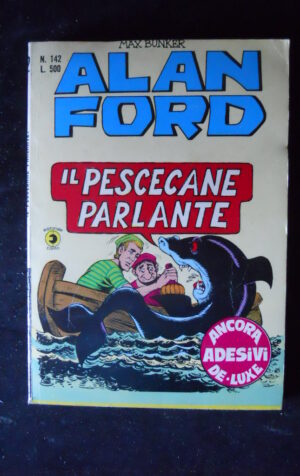 MAX BUNKER
N. 142
L. 500
ALAN
FORD
IL PESCECANE
PARLANTE
ANCORA
ADESIVI
DE-LUXE